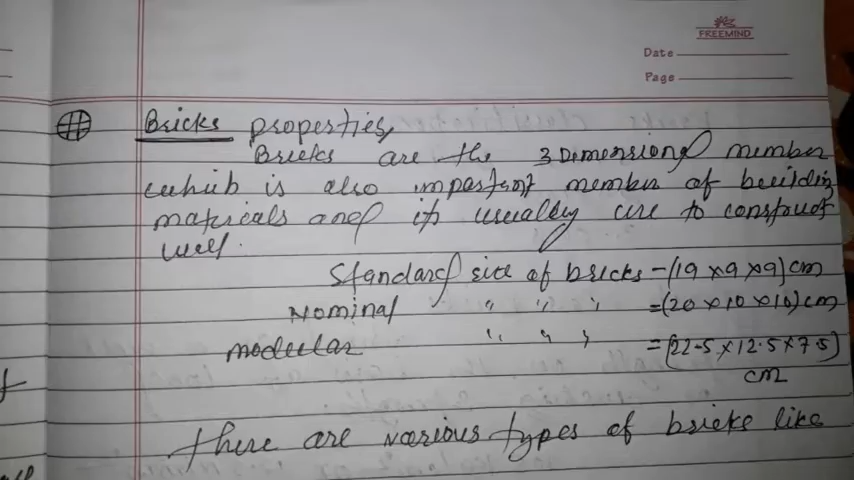 FREEMIND
Date
Page
Bricks properties,
Bricks are the 3 Dimensional member
which is also important member of building
materials and it usually use to construct
wall.
Standard size of bricks - (19 × 9 × 9) cm
Nominal " " " = (20 × 10 × 10) cm
modular " " " = (22.5 × 12.5 × 7.5)
cm
there are various types of bricks like